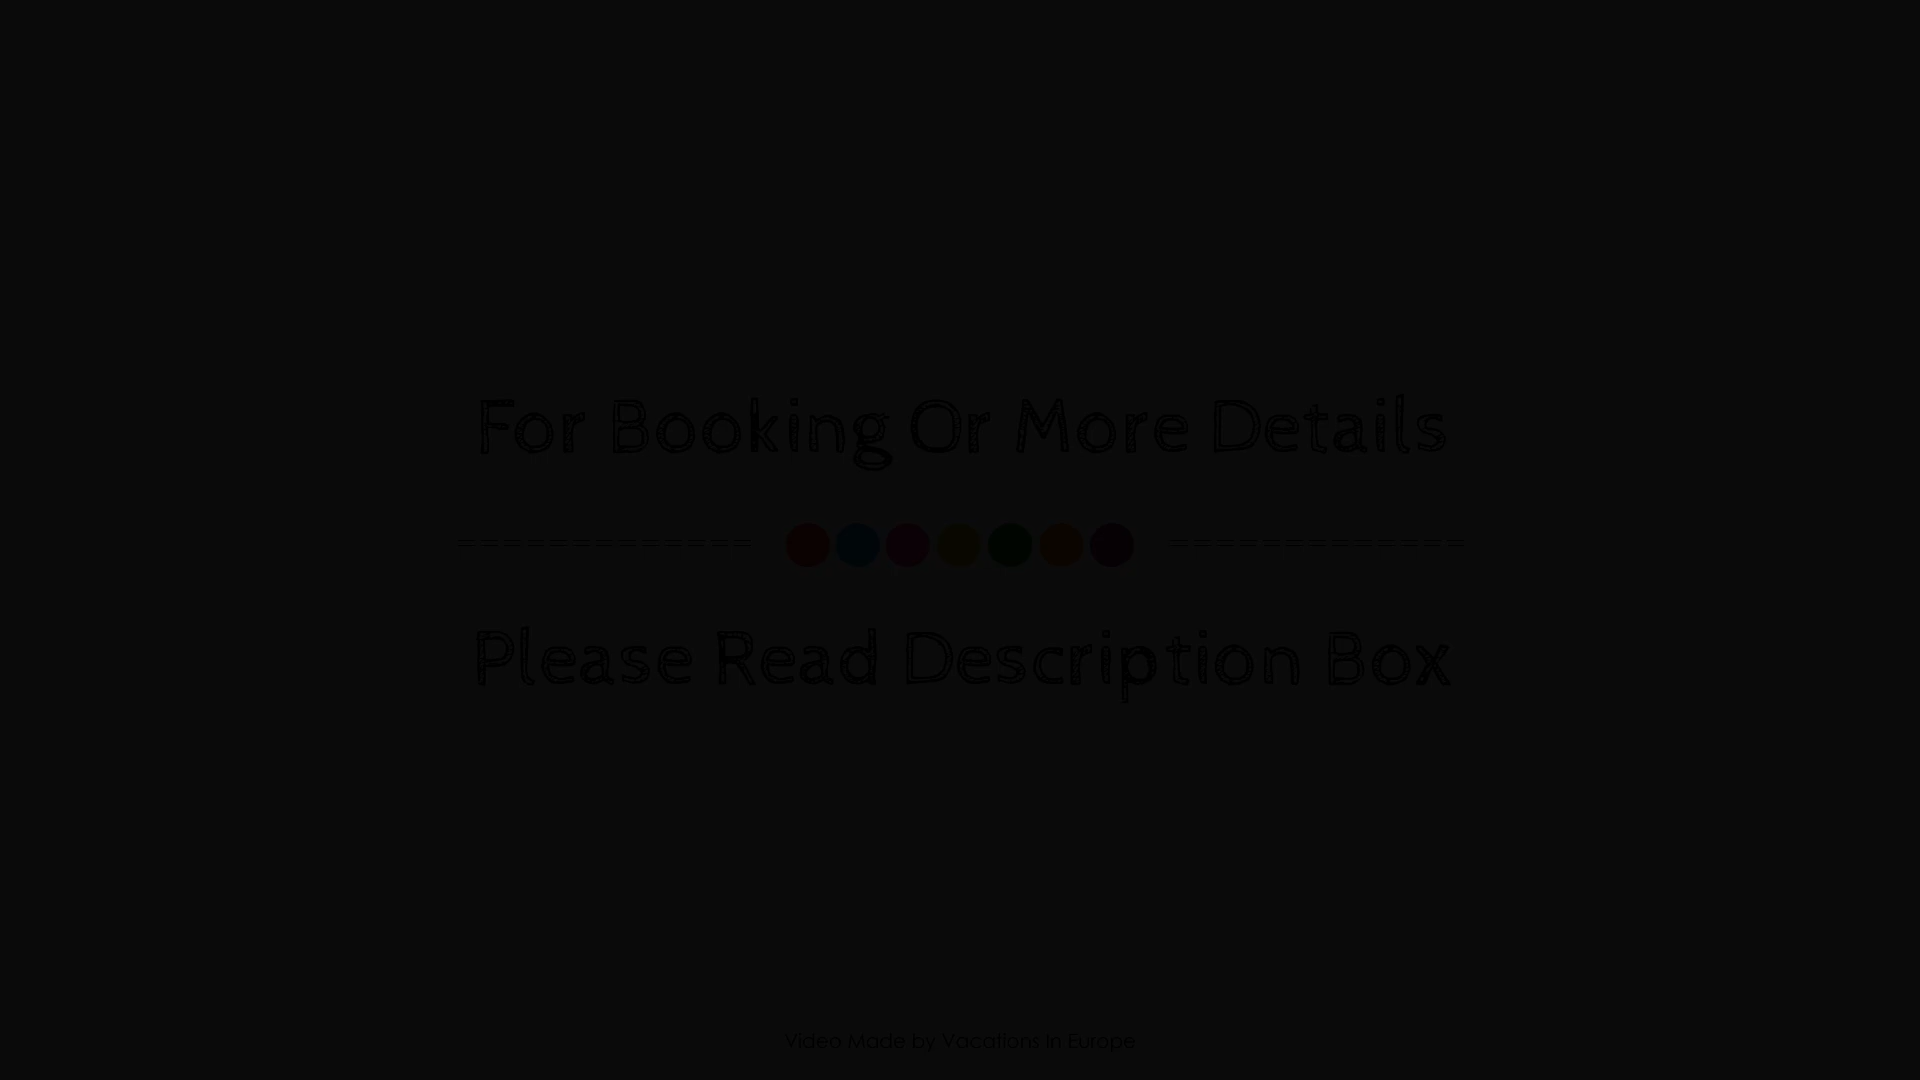 For Booking Or More Details
Please Read Description Box
Video Made by Vacations In Europe